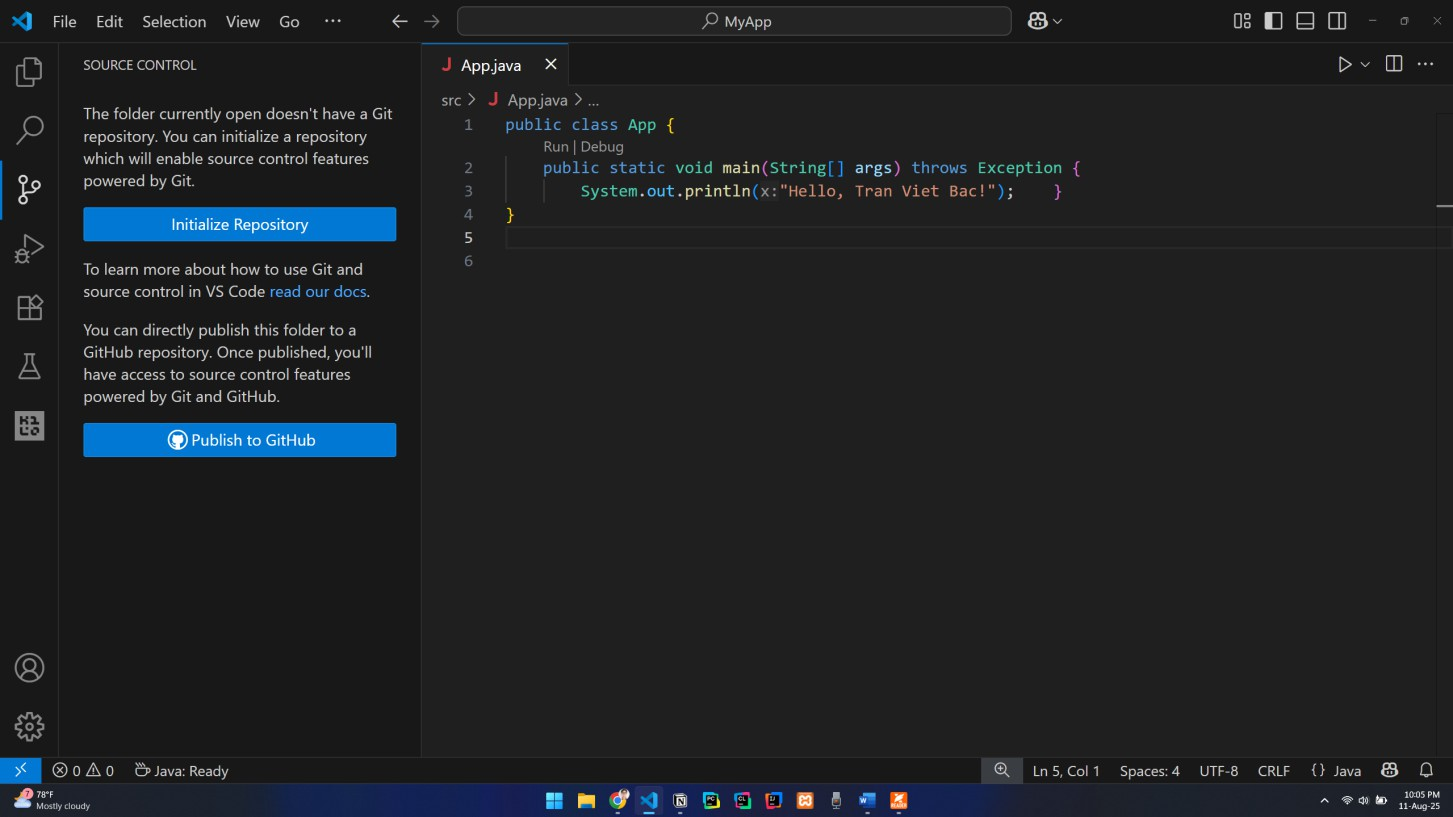 File Edit Selection View Go ···
MyApp
SOURCE CONTROL
The folder currently open doesn't have a Git
repository. You can initialize a repository
which will enable source control features
powered by Git.
Initialize Repository
To learn more about how to use Git and
source control in VS Code read our docs.
You can directly publish this folder to a
GitHub repository. Once published, you'll
have access to source control features
powered by Git and GitHub.
Publish to GitHub
J App.java
src > J App.java > ...
1 public class App {
Run | Debug
2 public static void main(String[] args) throws Exception {
3 System.out.println(x:"Hello, Tran Viet Bac!"); }
4 }
5
6
0 0 Java: Ready
Ln 5, Col 1 Spaces: 4 UTF-8 CRLF {} Java
78°F
Mostly cloudy
10:05 PM
11-Aug-25